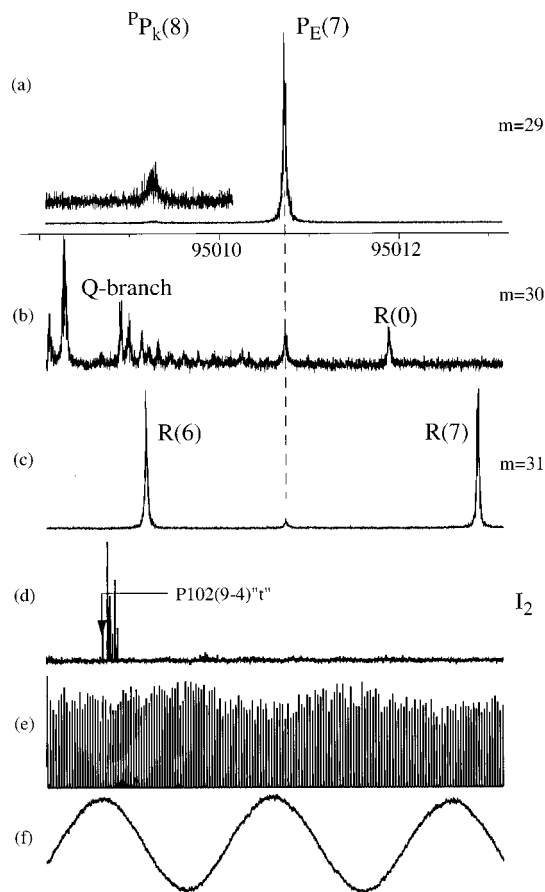 PPk(8) PE(7)
(a)
m=29
95010 95012
Q-branch
m=30
(b)
R(0)
R(6) R(7)
(c)
m=31
(d)
P102(9-4)"t"
I2
(e)
(f)